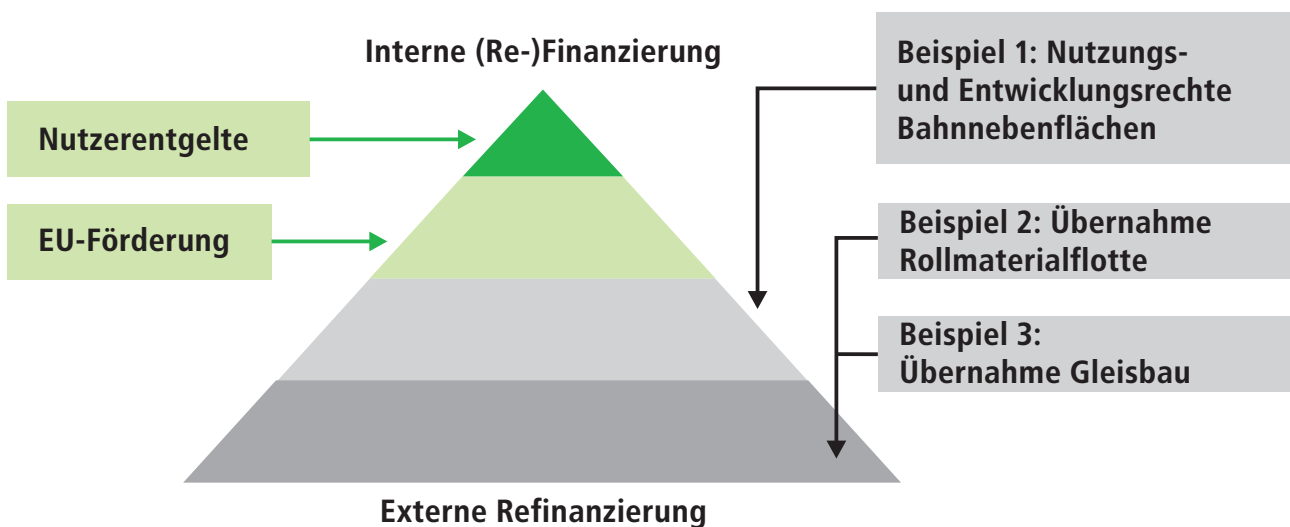 Interne (Re-)Finanzierung
Nutzerentgelte
EU-Förderung
Beispiel 1: Nutzungs-
und Entwicklungsrechte
Bahnnebenflächen
Beispiel 2: Übernahme
Rollmaterialflotte
Beispiel 3:
Übernahme Gleisbau
Externe Refinanzierung